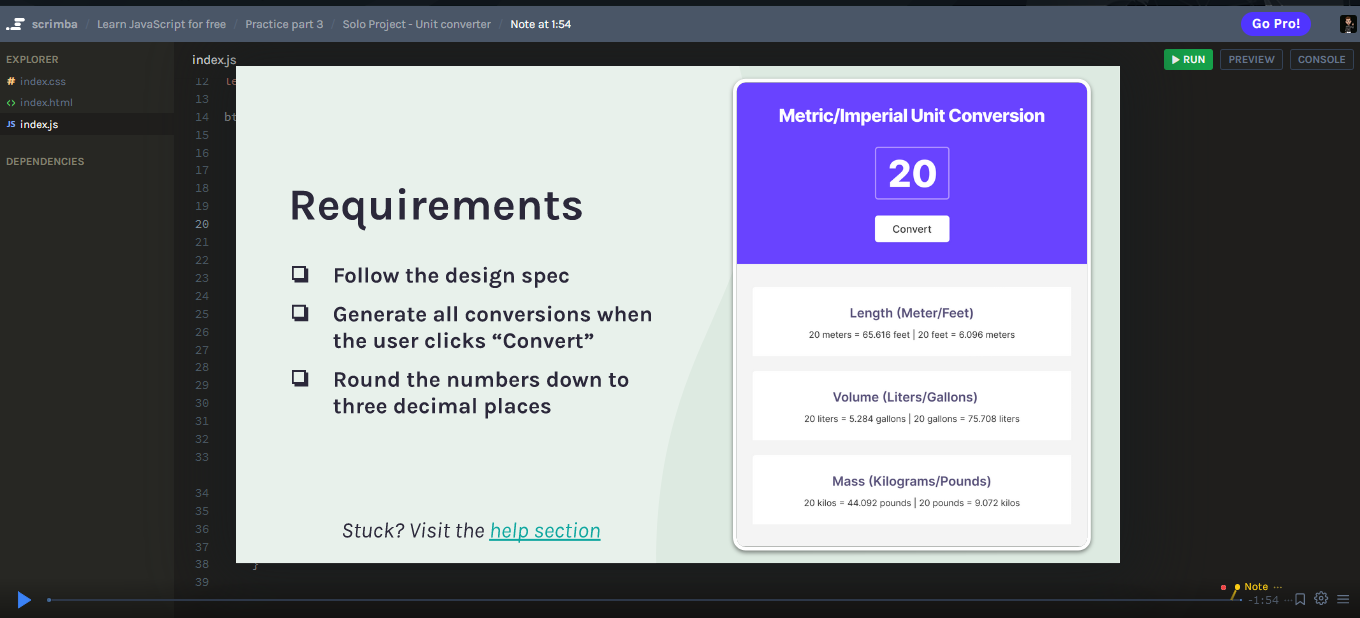 scrimba / Learn JavaScript for free / Practice part 3 / Solo Project - Unit converter / Note at 1:54
Go Pro!
EXPLORER
# index.css
<> index.html
JS index.js
DEPENDENCIES
index.js
RUN
PREVIEW
CONSOLE
12 le
13
14 bt
15
16
17
18
19
20
21
22
23
24
25
26
27
28
29
30
31
32
33
34
35
36
37
38 }
39
Requirements
Follow the design spec
Generate all conversions when
the user clicks “Convert”
Round the numbers down to
three decimal places
Stuck? Visit the help section
Metric/Imperial Unit Conversion
20
Convert
Length (Meter/Feet)
20 meters = 65.616 feet | 20 feet = 6.096 meters
Volume (Liters/Gallons)
20 liters = 5.284 gallons | 20 gallons = 75.708 liters
Mass (Kilograms/Pounds)
20 kilos = 44.092 pounds | 20 pounds = 9.072 kilos
Note ···
-1:54 ···